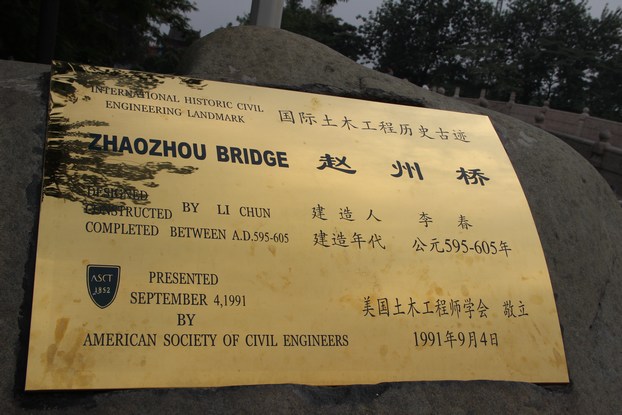 INTERNATIONAL HISTORIC CIVIL
ENGINEERING LANDMARK
国际土木工程历史古迹
ZHAOZHOU BRIDGE
赵州桥
DESIGNED
CONSTRUCTED BY LI CHUN
COMPLETED BETWEEN A.D.595-605
建造人 李春
建造年代 公元595-605年
ASCT
1852
PRESENTED
SEPTEMBER 4,1991
BY
AMERICAN SOCIETY OF CIVIL ENGINEERS
美国土木工程师学会 敬立
1991年9月4日